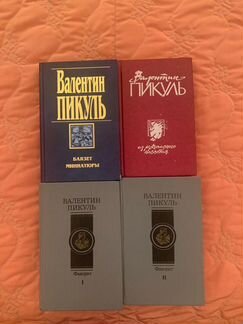 Валентин
ПИКУЛЬ
БАЯЗЕТ
МИНИАТЮРЫ
Валентин
ПИКУЛЬ
ВАЛЕНТИН
ПИКУЛЬ
Фаворит
I
ВАЛЕНТИН
ПИКУЛЬ
Фаворит
II